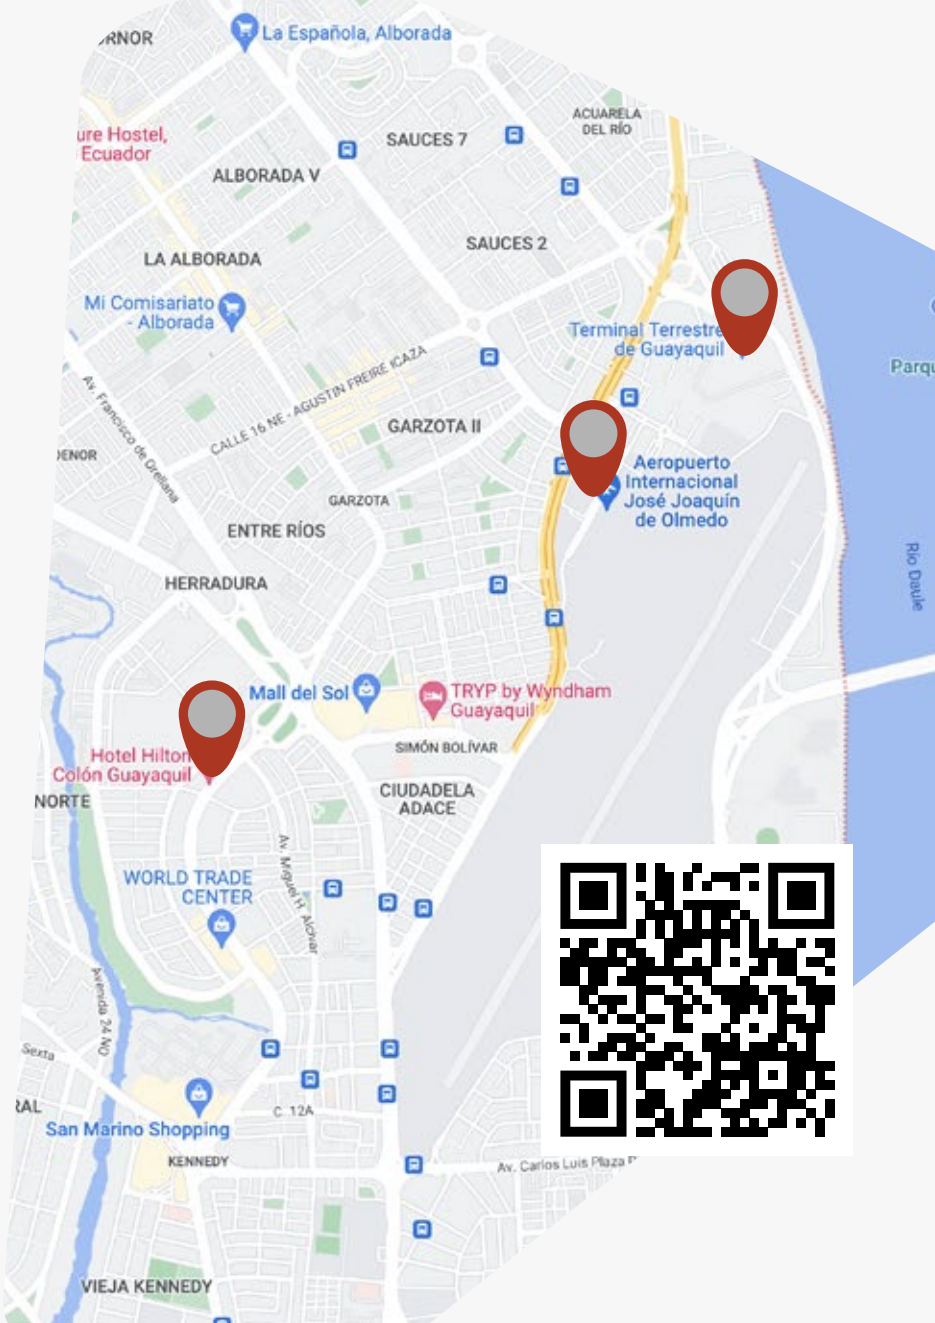 La Española, Alborada
ACUARELA
DEL RÍO
SAUCES 7
ure Hostel,
Ecuador
ALBORADA V
SAUCES 2
LA ALBORADA
Mi Comisariato
- Alborada
Terminal Terrestre
de Guayaquil
CALLE 16 NE - AGUSTIN FREIRE ICAZA
Av. Francisco de Orellana
GARZOTA II
Aeropuerto
Internacional
José Joaquín
de Olmedo
GARZOTA
ENTRE RÍOS
Río Daule
HERRADURA
Mall del Sol
TRYP by Wyndham
Guayaquil
SIMÓN BOLÍVAR
Hotel Hilton
Colón Guayaquil
CIUDADELA
ADACE
NORTE
Av. Miguel H. Alcivar
WORLD TRADE
CENTER
Avenida 24 NO
Sexta
C. 12A
San Marino Shopping
KENNEDY
Av. Carlos Luis Plaza
VIEJA KENNEDY